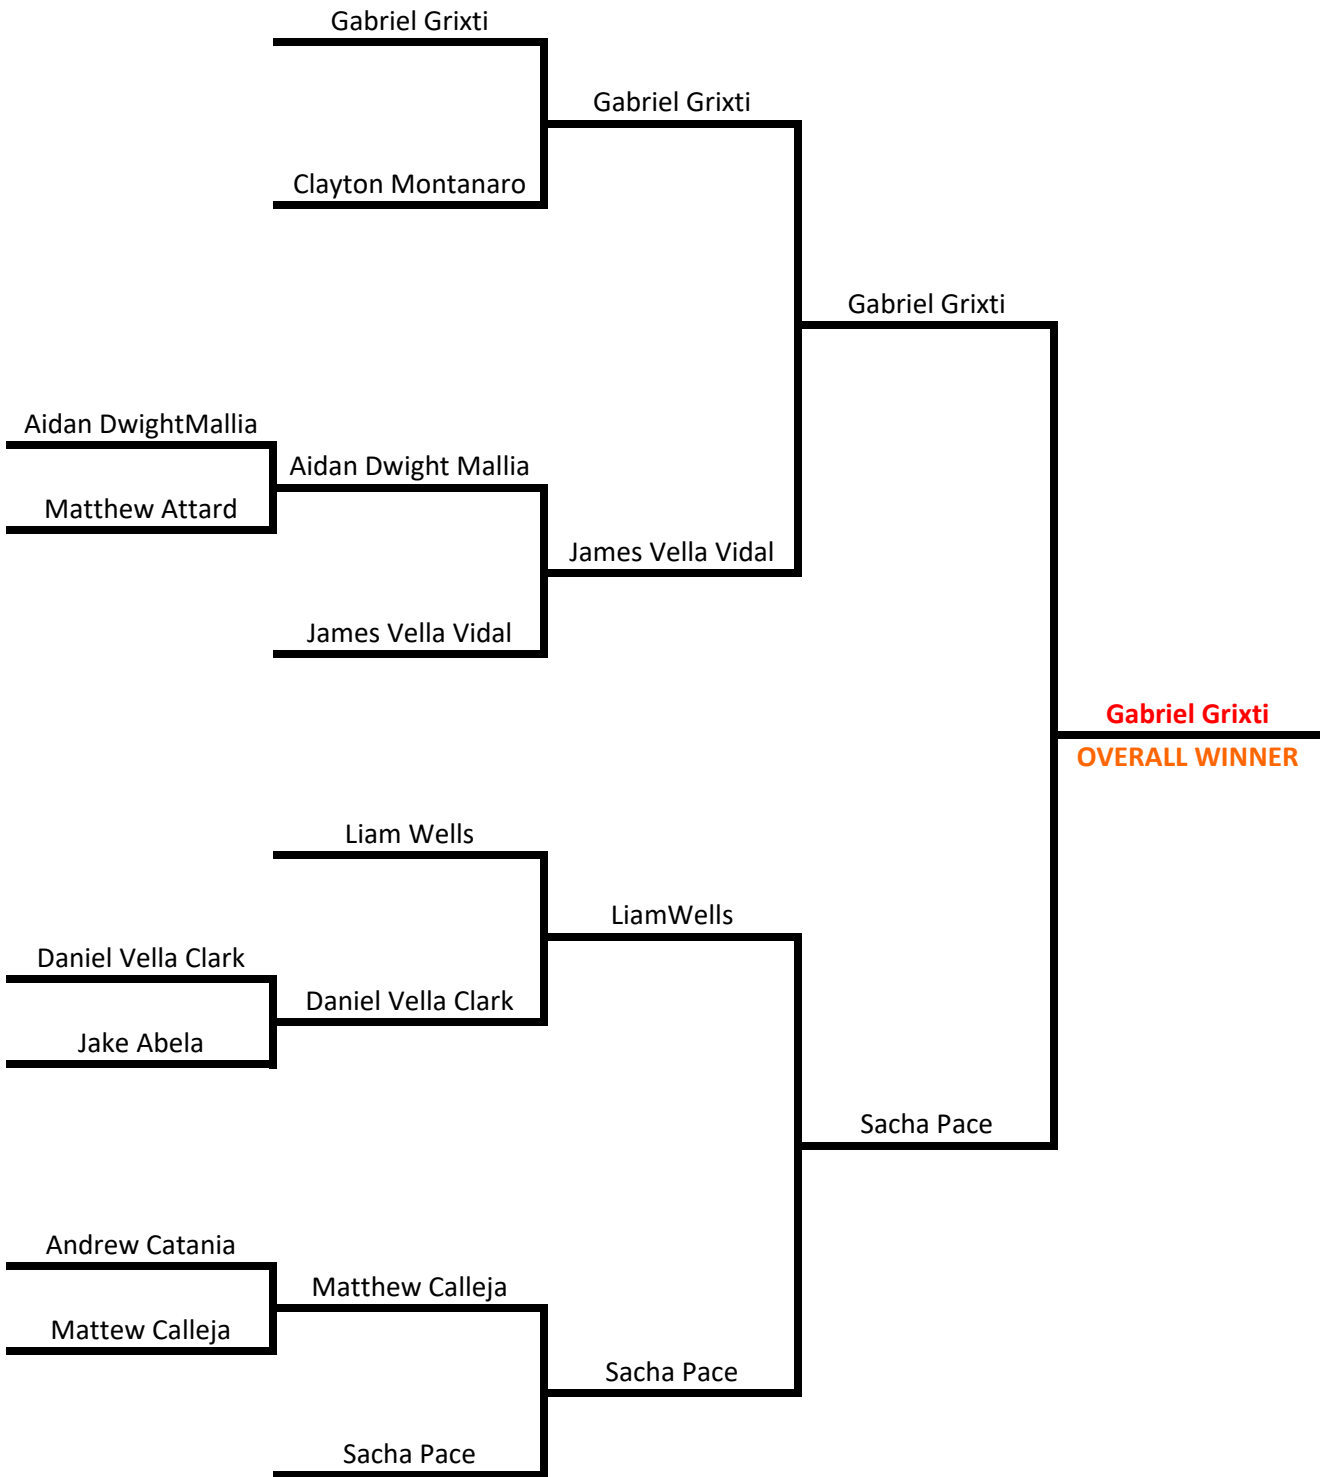 Gabriel Grixti
Gabriel Grixti
Clayton Montanaro
Gabriel Grixti
Aidan DwightMallia
Aidan Dwight Mallia
Matthew Attard
James Vella Vidal
James Vella Vidal
Gabriel Grixti
OVERALL WINNER
Liam Wells
LiamWells
Daniel Vella Clark
Daniel Vella Clark
Jake Abela
Sacha Pace
Andrew Catania
Matthew Calleja
Mattew Calleja
Sacha Pace
Sacha Pace